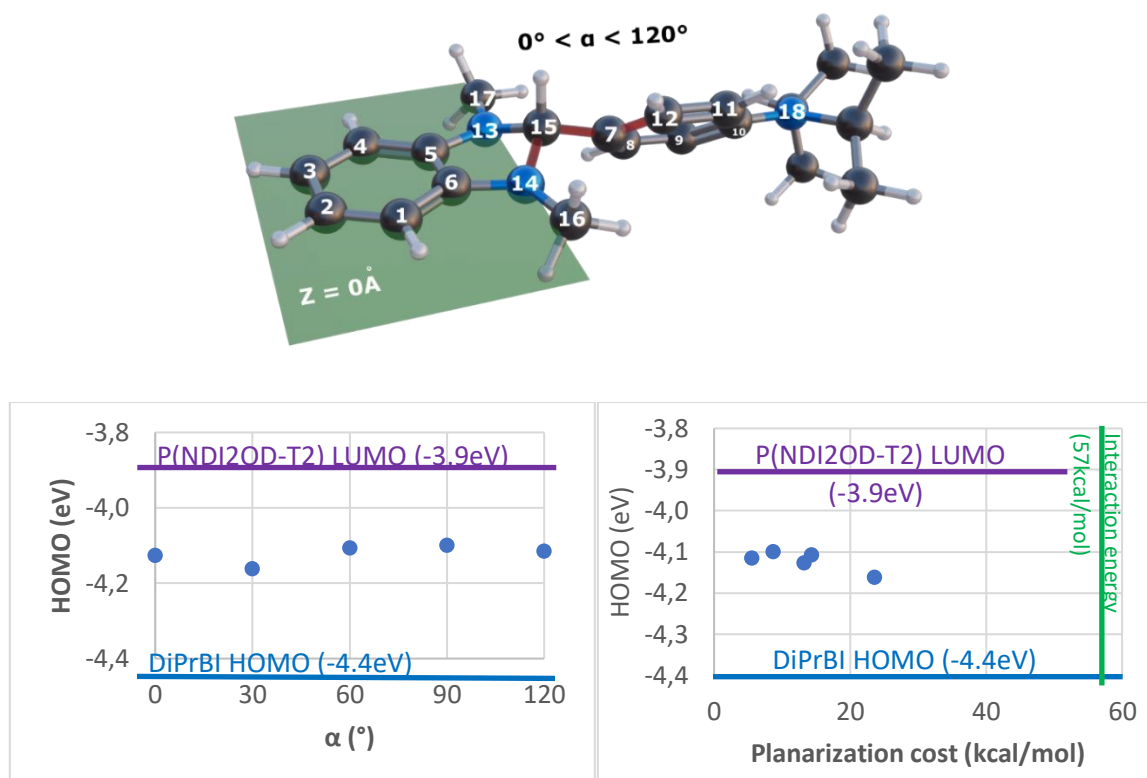 0° < α < 120°
17
13
15
7
12
11
18
4
5
8
9
10
3
6
14
2
1
16
Z = 0Å
-3,8
-4,0
-4,2
-4,4
HOMO (eV)
P(NDI2OD-T2) LUMO (-3.9eV)
DiPrBI HOMO (-4.4eV)
0
30
60
90
120
α (°)
-3,8
-3,9
-4,0
-4,1
-4,2
-4,3
-4,4
HOMO (eV)
P(NDI2OD-T2) LUMO
(-3.9eV)
DiPrBI HOMO (-4.4eV)
Interaction energy
(57kcal/mol)
0
20
40
60
Planarization cost (kcal/mol)